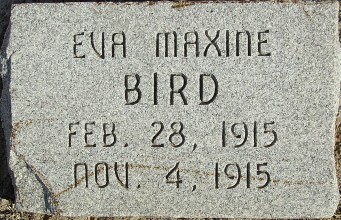 EVA MAXINE
BIRD
FEB. 28, 1915
NOV. 4, 1915